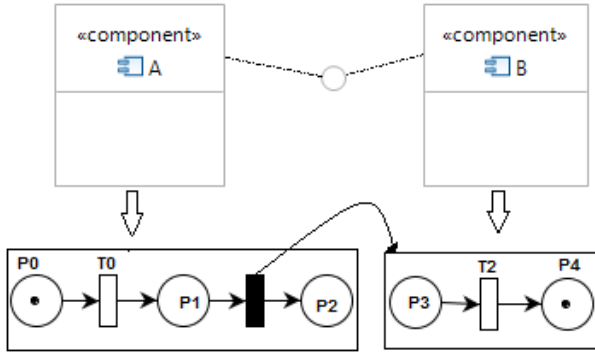 «component»
A
«component»
B
P0
T0
P1
P2
P3
T2
P4